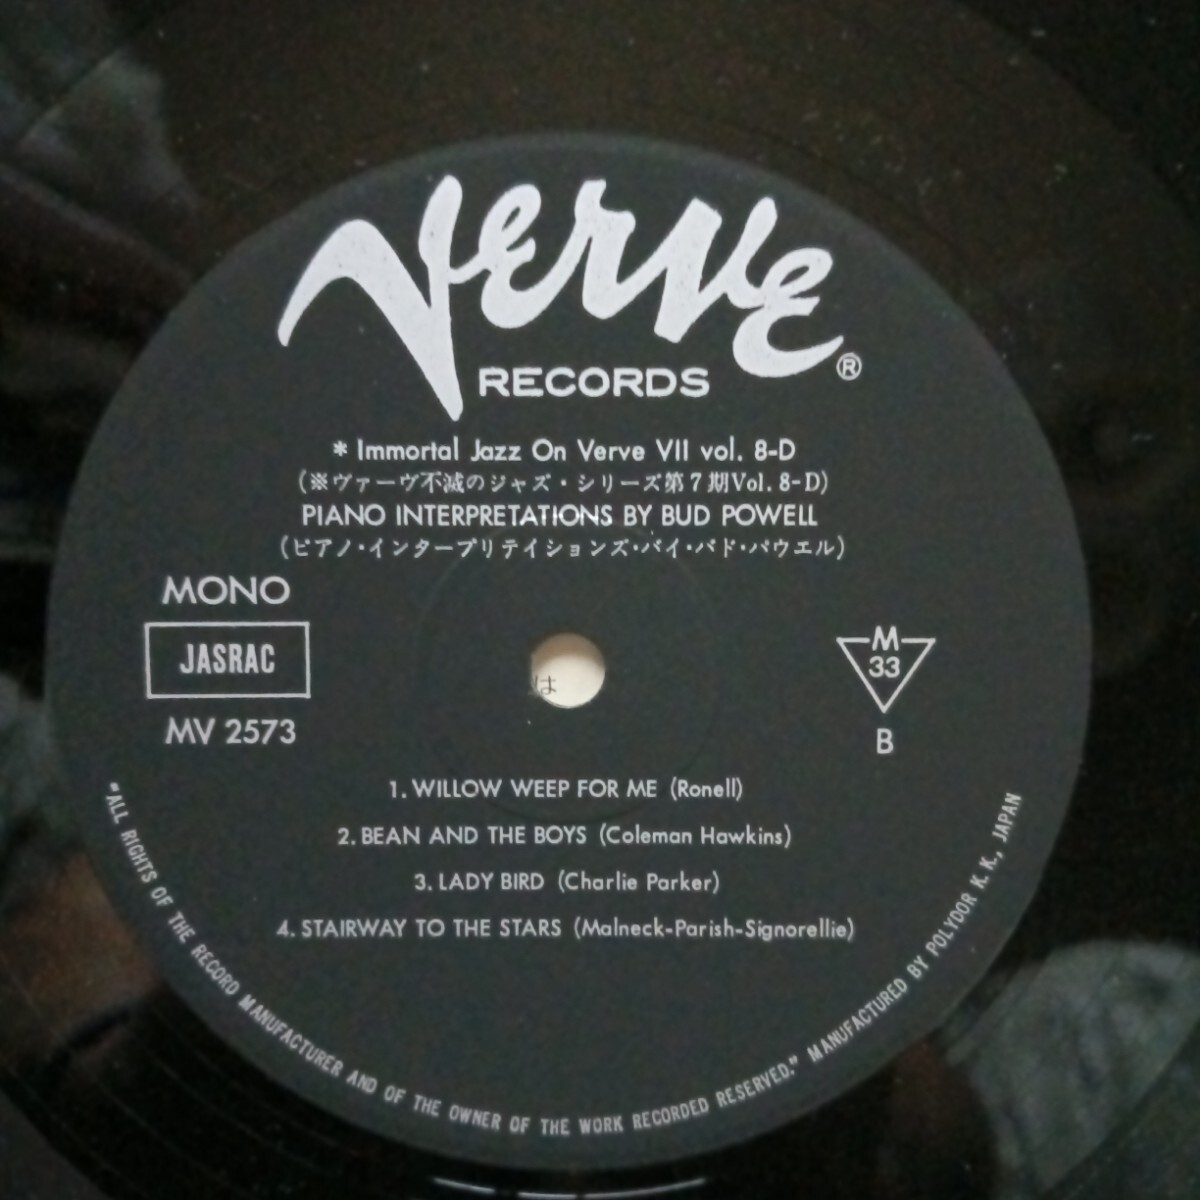 Verve
RECORDS ®
* Immortal Jazz On Verve VII vol. 8-D
(※ヴァーヴ不滅のジャズ・シリーズ第7期Vol. 8-D)
PIANO INTERPRETATIONS BY BUD POWELL
(ピアノ・インタープリテイションズ・バイ・バド・パウエル)
MONO
JASRAC
MV 2573
M
33
B
は
1. WILLOW WEEP FOR ME (Ronell)
2. BEAN AND THE BOYS (Coleman Hawkins)
3. LADY BIRD (Charlie Parker)
4. STAIRWAY TO THE STARS (Malneck-Parish-Signorellie)
"ALL RIGHTS OF THE RECORD MANUFACTURER AND OF THE OWNER OF THE WORK RECORDED RESERVED." MANUFACTURED BY POLYDOR K. K., JAPAN